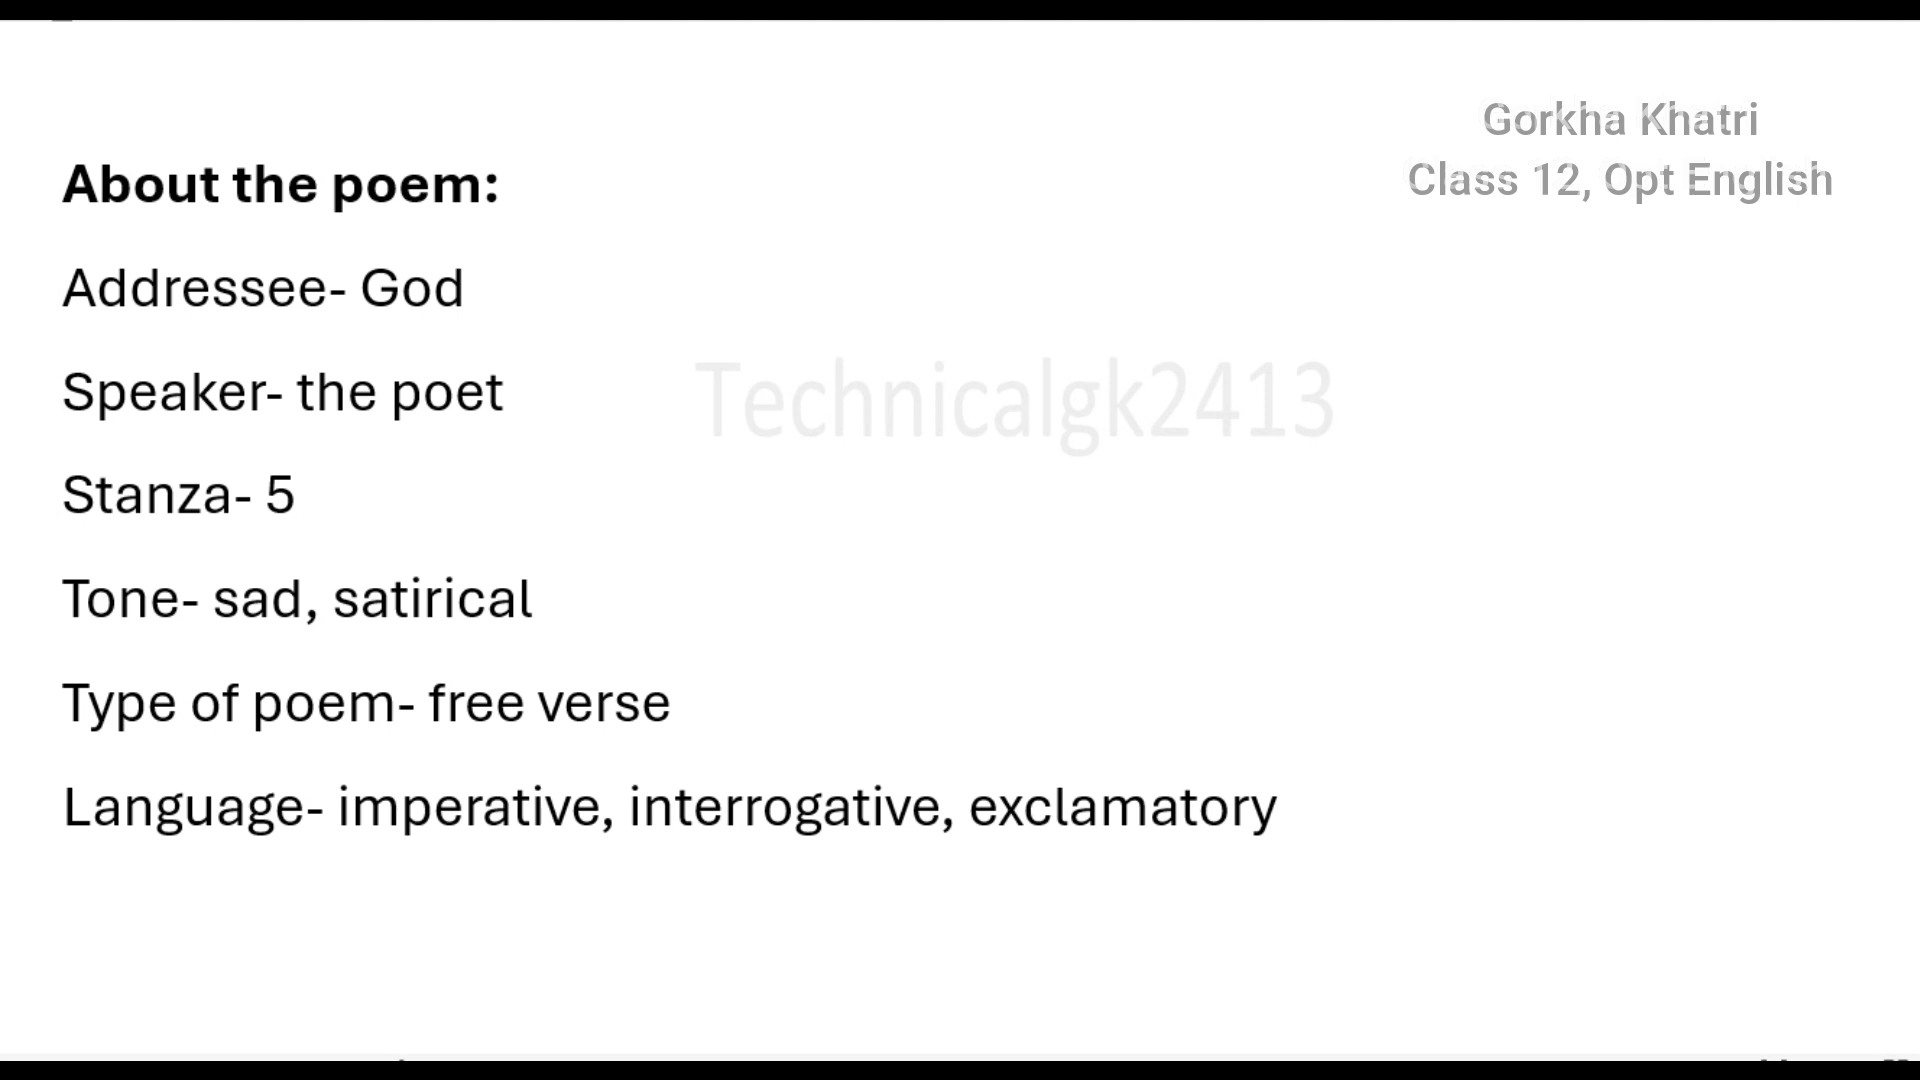 Gorkha Khatri
Class 12, Opt English
About the poem:
Addressee- God
Technicalgk2413
Speaker- the poet
Stanza- 5
Tone- sad, satirical
Type of poem- free verse
Language- imperative, interrogative, exclamatory